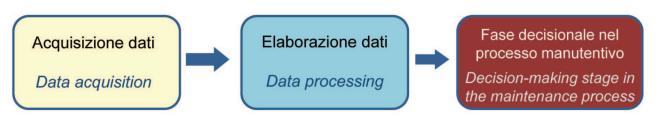 Acquisizione dati
Data acquisition
Elaborazione dati
Data processing
Fase decisionale nel
processo manutentivo
Decision-making stage in
the maintenance process